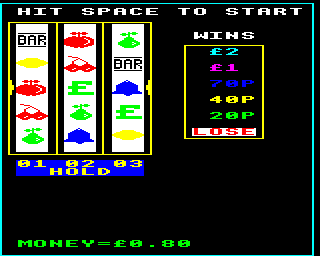 HIT SPACE TO START
WINS
£2
£1
70P
40P
20P
LOSE
BAR
BAR
£
£
01 02 03
HOLD
MONEY=£0.80